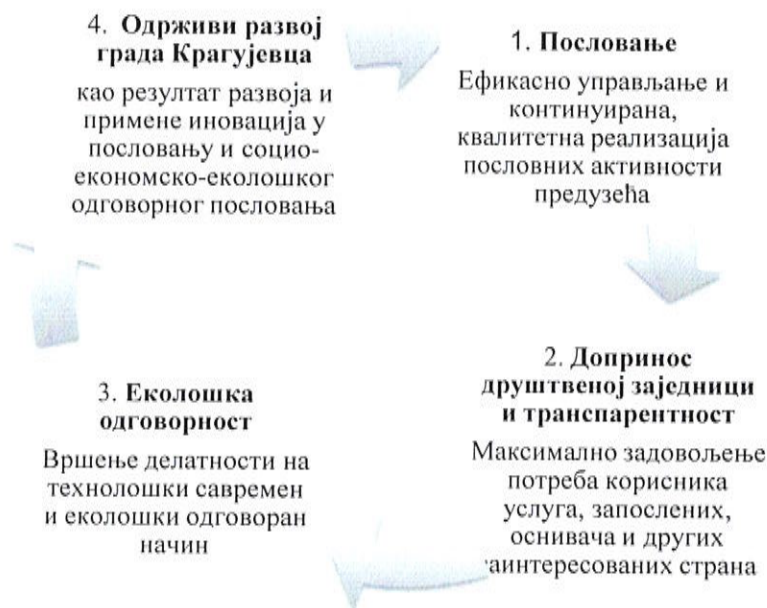 4. Одрживи развој
града Крагујевца
као резултат развоја и
примене иновација у
пословању и социо-
економско-еколошког
одговорног пословања
1. Пословање
Ефикасно управљање и
континуирана,
квалитетна реализација
пословних активности
предузећа
2. Допринос
друштвеној заједници
и транспарентност
Максимално задовољење
потреба корисника
услуга, запослених,
оснивача и других
заинтересованих страна
3. Еколошка
одговорност
Вршење делатности на
технолошки савремен
и еколошки одговоран
начин